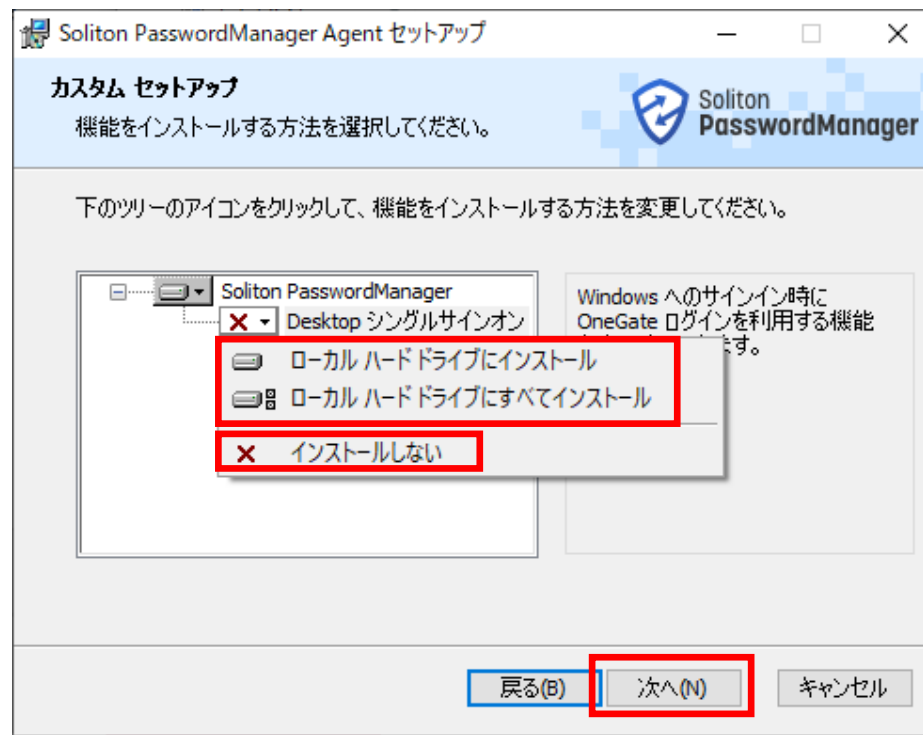 Soliton PasswordManager Agent セットアップ
カスタム セットアップ
機能をインストールする方法を選択してください。
Soliton
PasswordManager
下のツリーのアイコンをクリックして、機能をインストールする方法を変更してください。
Soliton PasswordManager
Desktop シングルサインオン
ローカル ハード ドライブにインストール
ローカル ハード ドライブにすべてインストール
インストールしない
Windows へのサインイン時に
OneGate ログインを利用する機能
す。
戻る(B)
次へ(N)
キャンセル